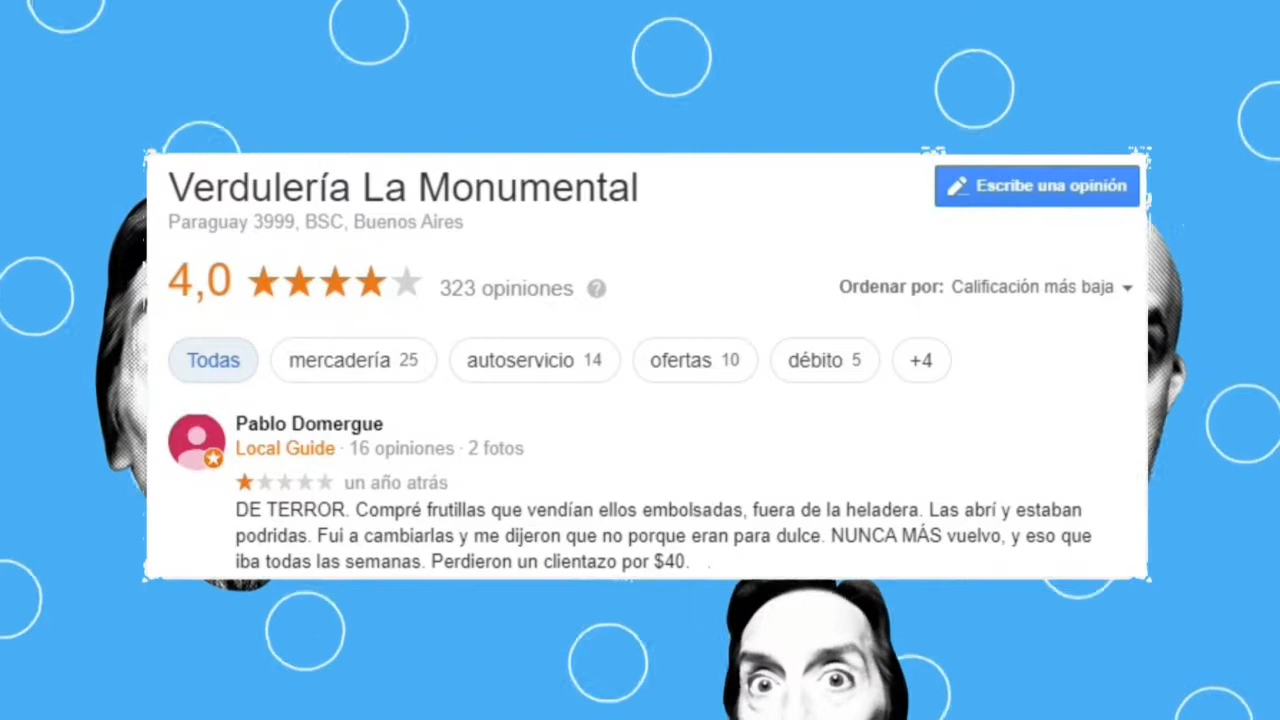 Verdulería La Monumental
Escribe una opinión
Paraguay 3999, BSC, Buenos Aires
4,0 323 opiniones ?
Ordenar por: Calificación más baja
Todas mercadería 25 autoservicio 14 ofertas 10 débito 5 +4
Pablo Domergue
Local Guide · 16 opiniones · 2 fotos
un año atrás
DE TERROR. Compré frutillas que vendían ellos embolsadas, fuera de la heladera. Las abrí y estaban
podridas. Fui a cambiarlas y me dijeron que no porque eran para dulce. NUNCA MÁS vuelvo, y eso que
iba todas las semanas. Perdieron un clientazo por $40.